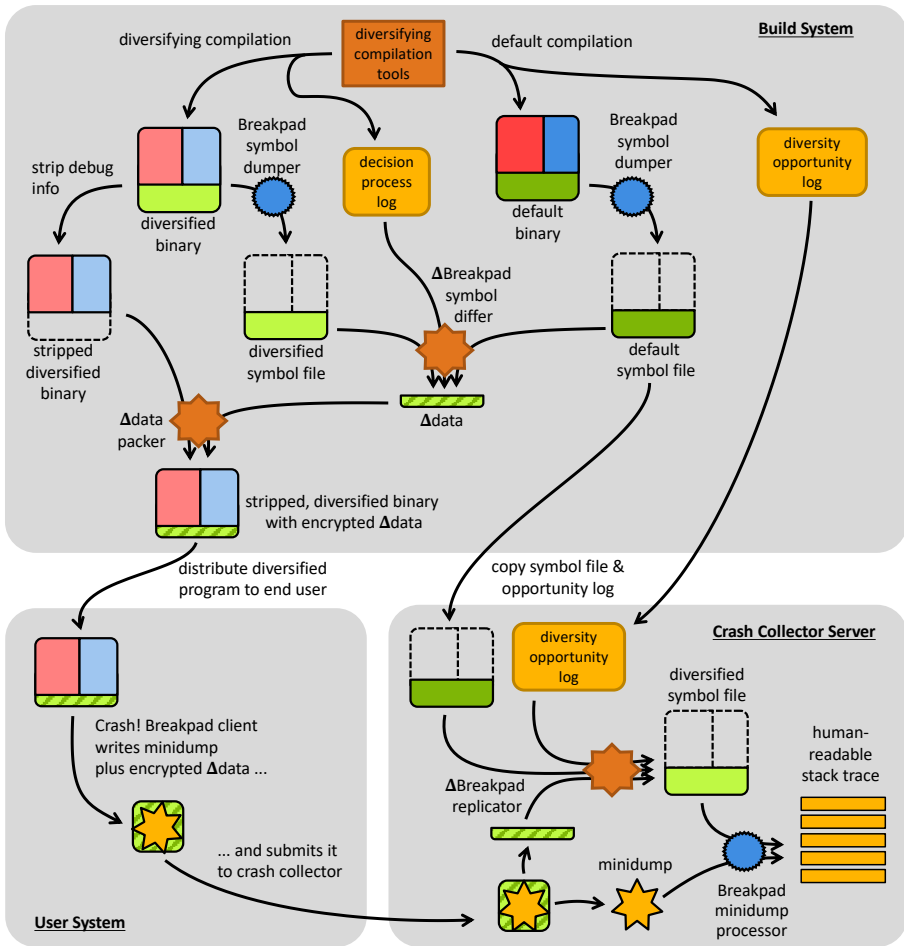 Build System
diversifying compilation
diversifying
compilation
tools
default compilation
Breakpad
symbol
dumper
decision
process
log
Breakpad
symbol
dumper
diversity
opportunity
log
strip debug
info
diversified
binary
default
binary
ΔBreakpad
symbol
differ
stripped
diversified
binary
diversified
symbol file
default
symbol file
Δdata
packer
Δdata
stripped, diversified binary
with encrypted Δdata
distribute diversified
program to end user
copy symbol file &
opportunity log
Crash Collector Server
diversity
opportunity
log
diversified
symbol file
Crash! Breakpad client
writes minidump
plus encrypted Δdata ...
human-
readable
stack trace
ΔBreakpad
replicator
... and submits it
to crash collector
minidump
Breakpad
minidump
processor
User System